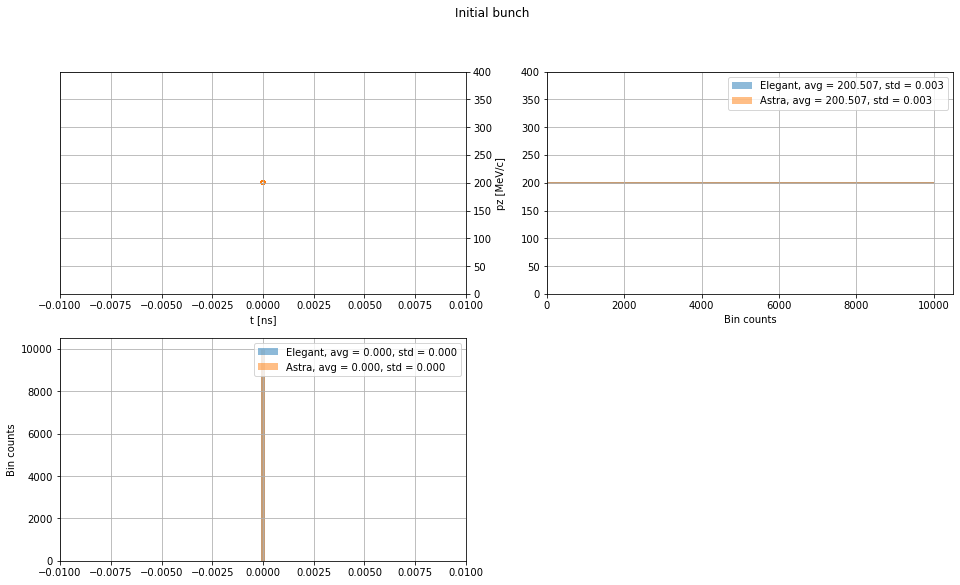 Initial bunch
400
350
300
250
200
150
100
50
0
pz [MeV/c]
−0.0100 −0.0075 −0.0050 −0.0025 0.0000 0.0025 0.0050 0.0075 0.0100
t [ns]
400
350
300
250
200
150
100
50
0
Elegant, avg = 200.507, std = 0.003
Astra, avg = 200.507, std = 0.003
0 2000 4000 6000 8000 10000
Bin counts
10000
8000
6000
4000
2000
0
Bin counts
Elegant, avg = 0.000, std = 0.000
Astra, avg = 0.000, std = 0.000
−0.0100 −0.0075 −0.0050 −0.0025 0.0000 0.0025 0.0050 0.0075 0.0100